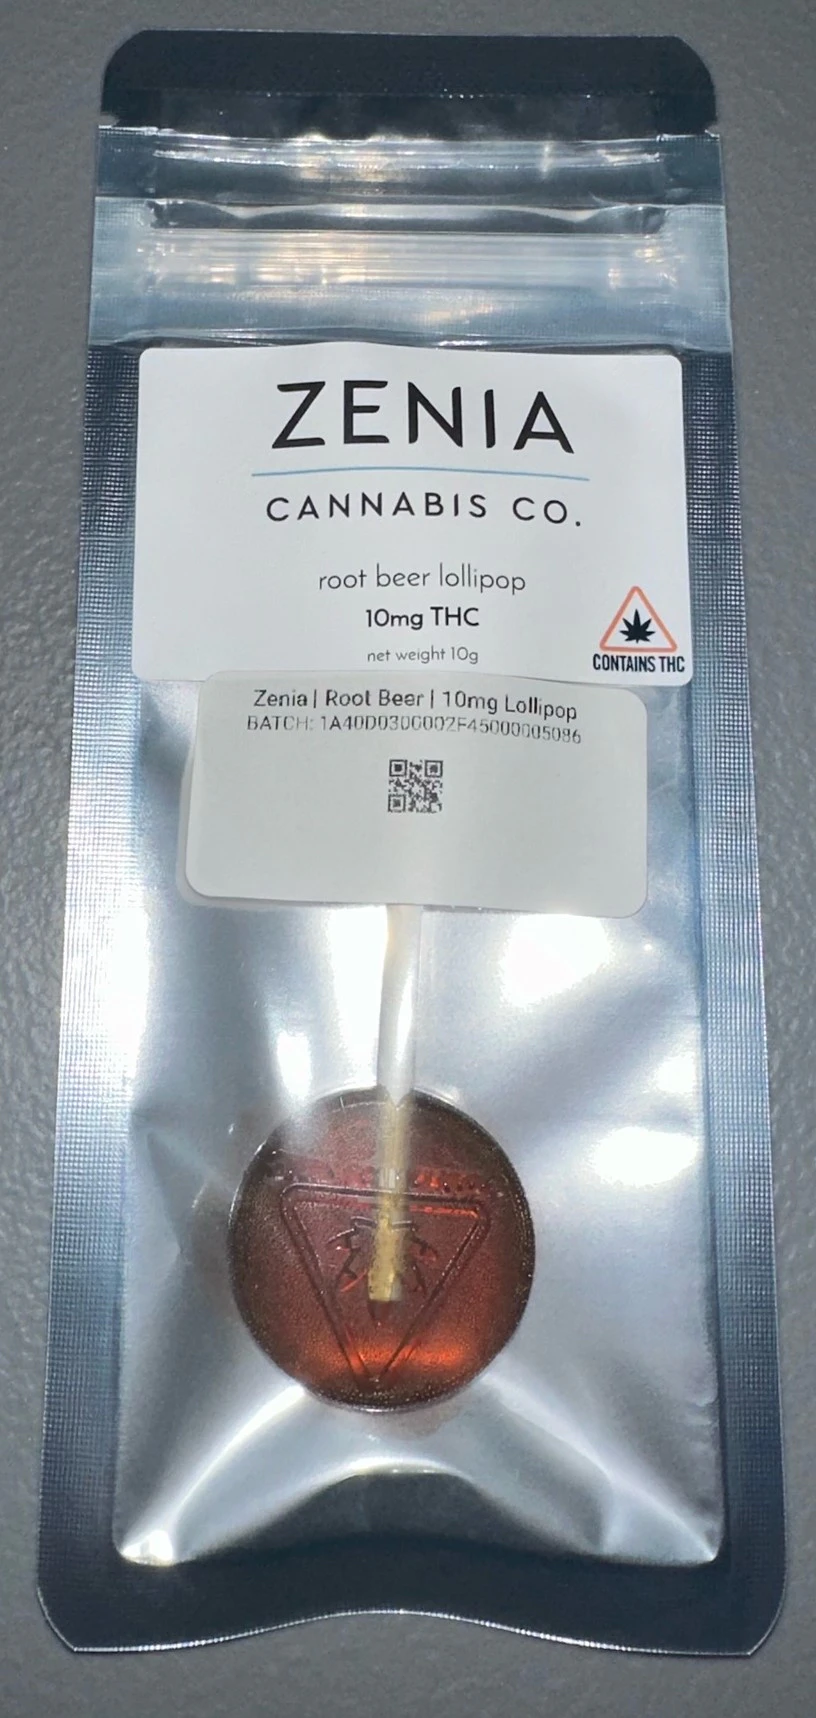 ZENIA
CANNABIS CO.
root beer lollipop
10mg THC
net weight 10g
CONTAINS THC
Zenia | Root Beer | 10mg Lollipop
BATCH: